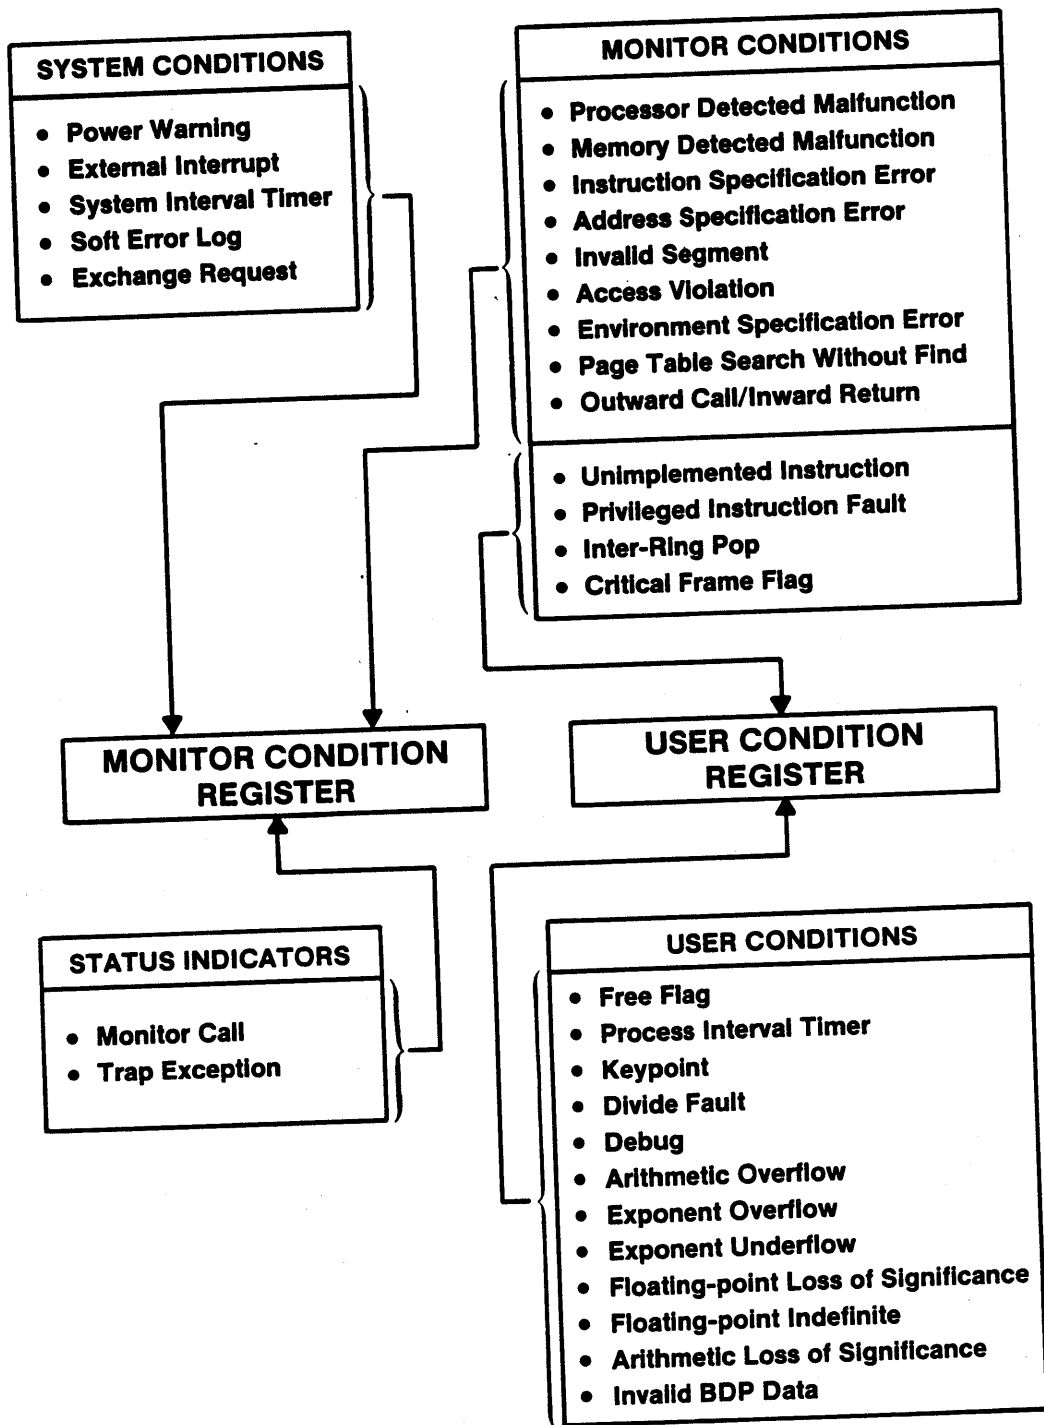 SYSTEM CONDITIONS
• Power Warning
• External Interrupt
• System Interval Timer
• Soft Error Log
• Exchange Request
MONITOR CONDITIONS
• Processor Detected Malfunction
• Memory Detected Malfunction
• Instruction Specification Error
• Address Specification Error
• Invalid Segment
• Access Violation
• Environment Specification Error
• Page Table Search Without Find
• Outward Call/Inward Return
• Unimplemented Instruction
• Privileged Instruction Fault
• Inter-Ring Pop
• Critical Frame Flag
MONITOR CONDITION
REGISTER
USER CONDITION
REGISTER
STATUS INDICATORS
• Monitor Call
• Trap Exception
USER CONDITIONS
• Free Flag
• Process Interval Timer
• Keypoint
• Divide Fault
• Debug
• Arithmetic Overflow
• Exponent Overflow
• Exponent Underflow
• Floating-point Loss of Significance
• Floating-point Indefinite
• Arithmetic Loss of Significance
• Invalid BDP Data